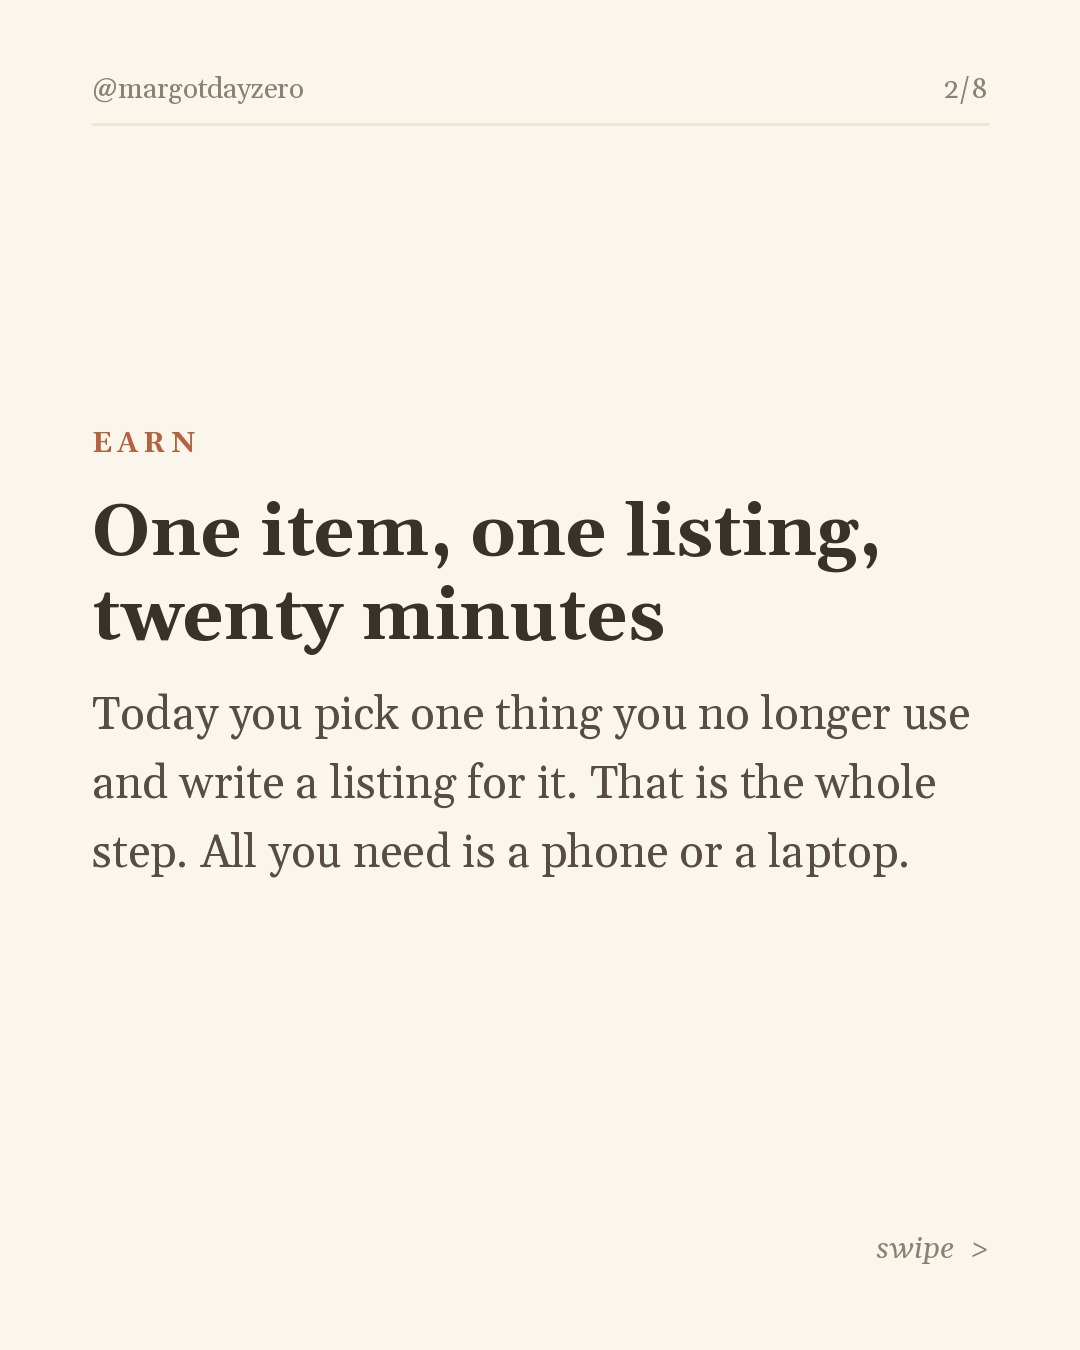 @margotdayzero
2/8
EARN
One item, one listing,
twenty minutes
Today you pick one thing you no longer use
and write a listing for it. That is the whole
step. All you need is a phone or a laptop.
swipe >